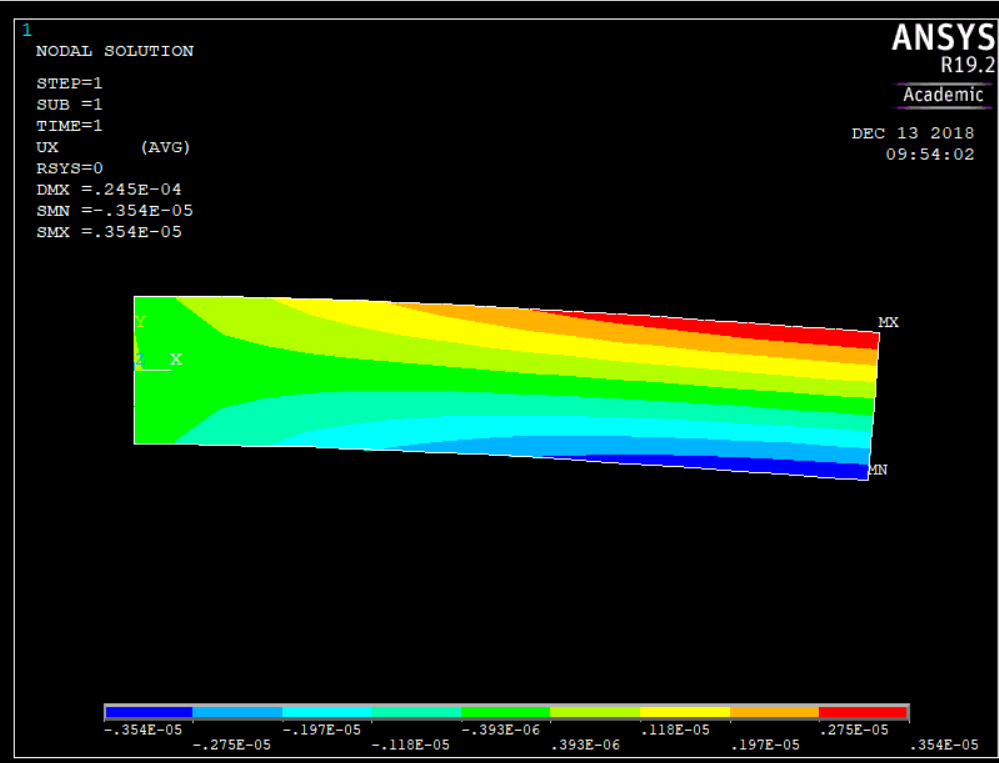 1
NODAL SOLUTION
STEP=1
SUB =1
TIME=1
UX (AVG)
RSYS=0
DMX =.245E-04
SMN =-.354E-05
SMX =.354E-05
ANSYS
R19.2
Academic
DEC 13 2018
09:54:02
Y
X
MX
MN
-.354E-05 -.197E-05 -.393E-06 .118E-05 .275E-05
-.275E-05 -.118E-05 .393E-06 .197E-05 .354E-05